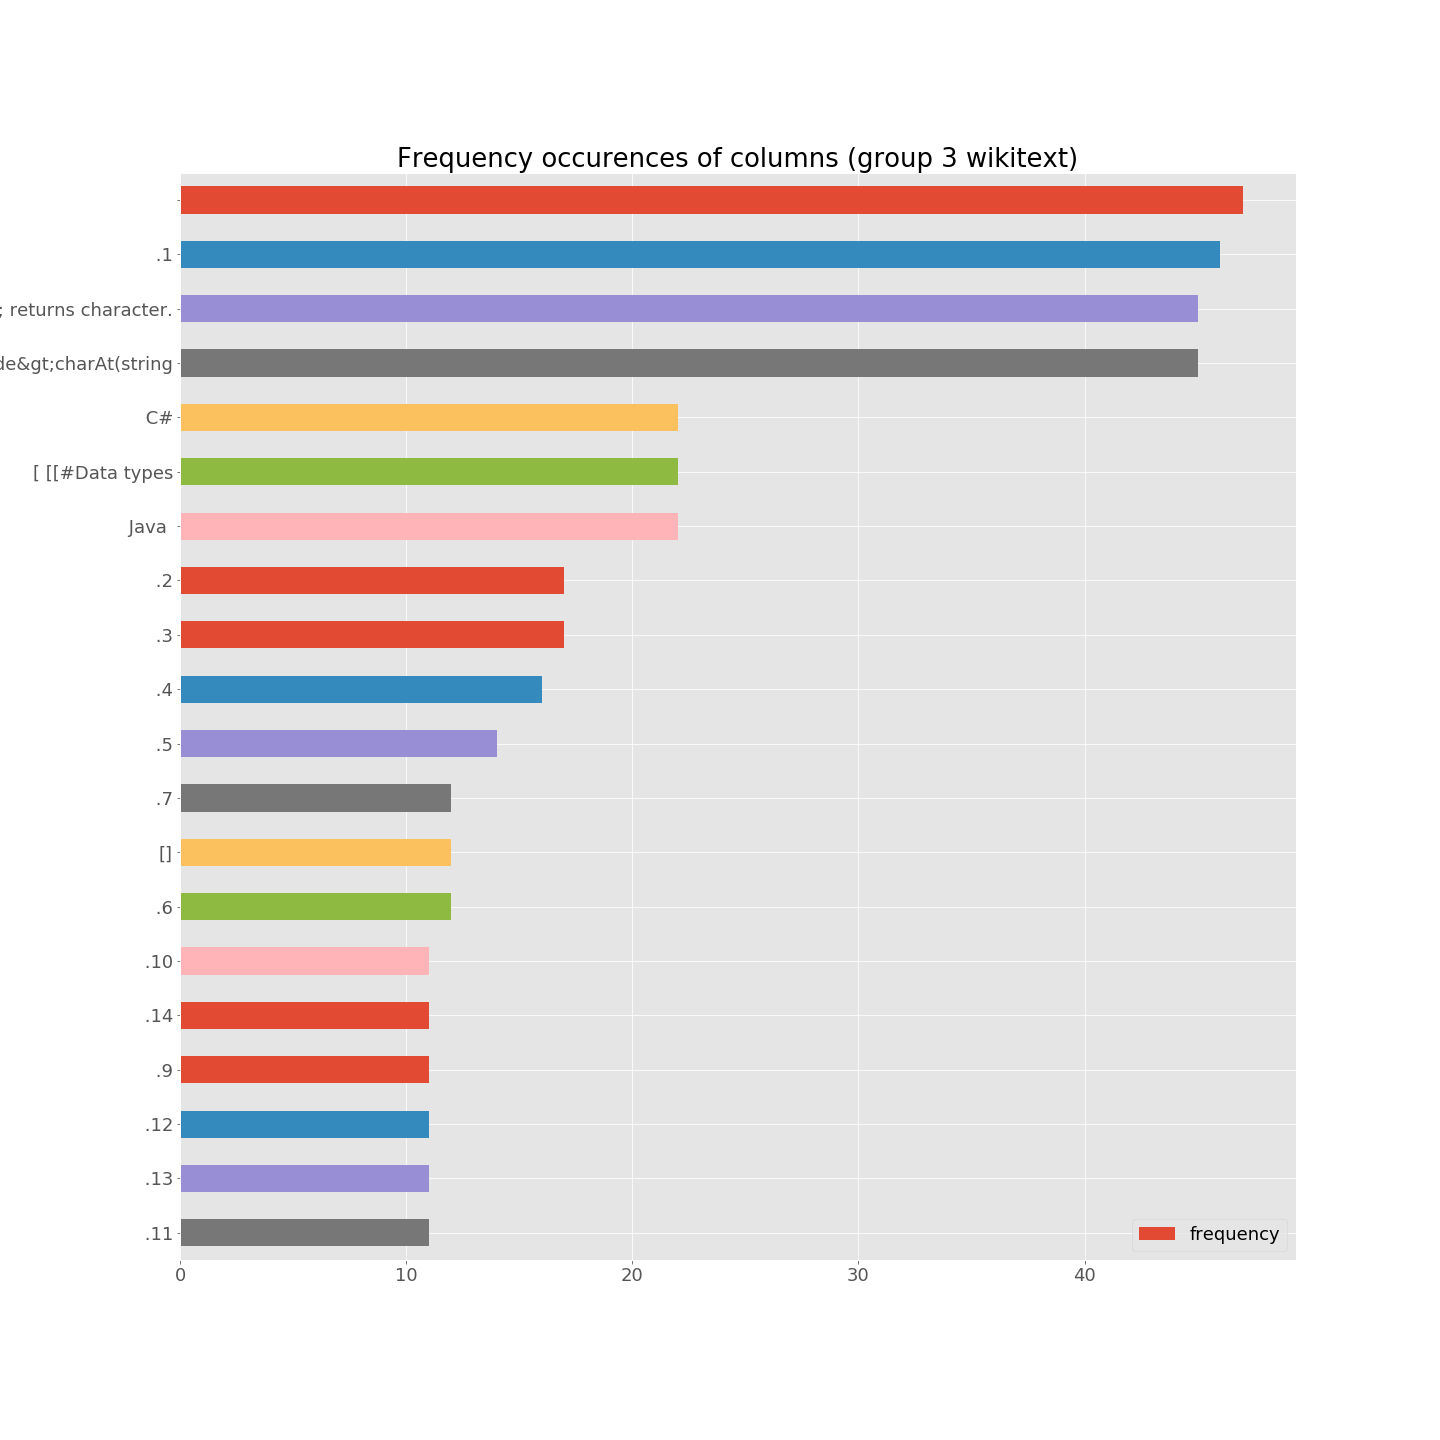 Frequency occurences of columns (group 3 wikitext)
.1
; returns character.
de&gt;charAt(string
C#
[ [[#Data types
Java
.2
.3
.4
.5
.7
[]
.6
.10
.14
.9
.12
.13
.11
frequency
0 10 20 30 40